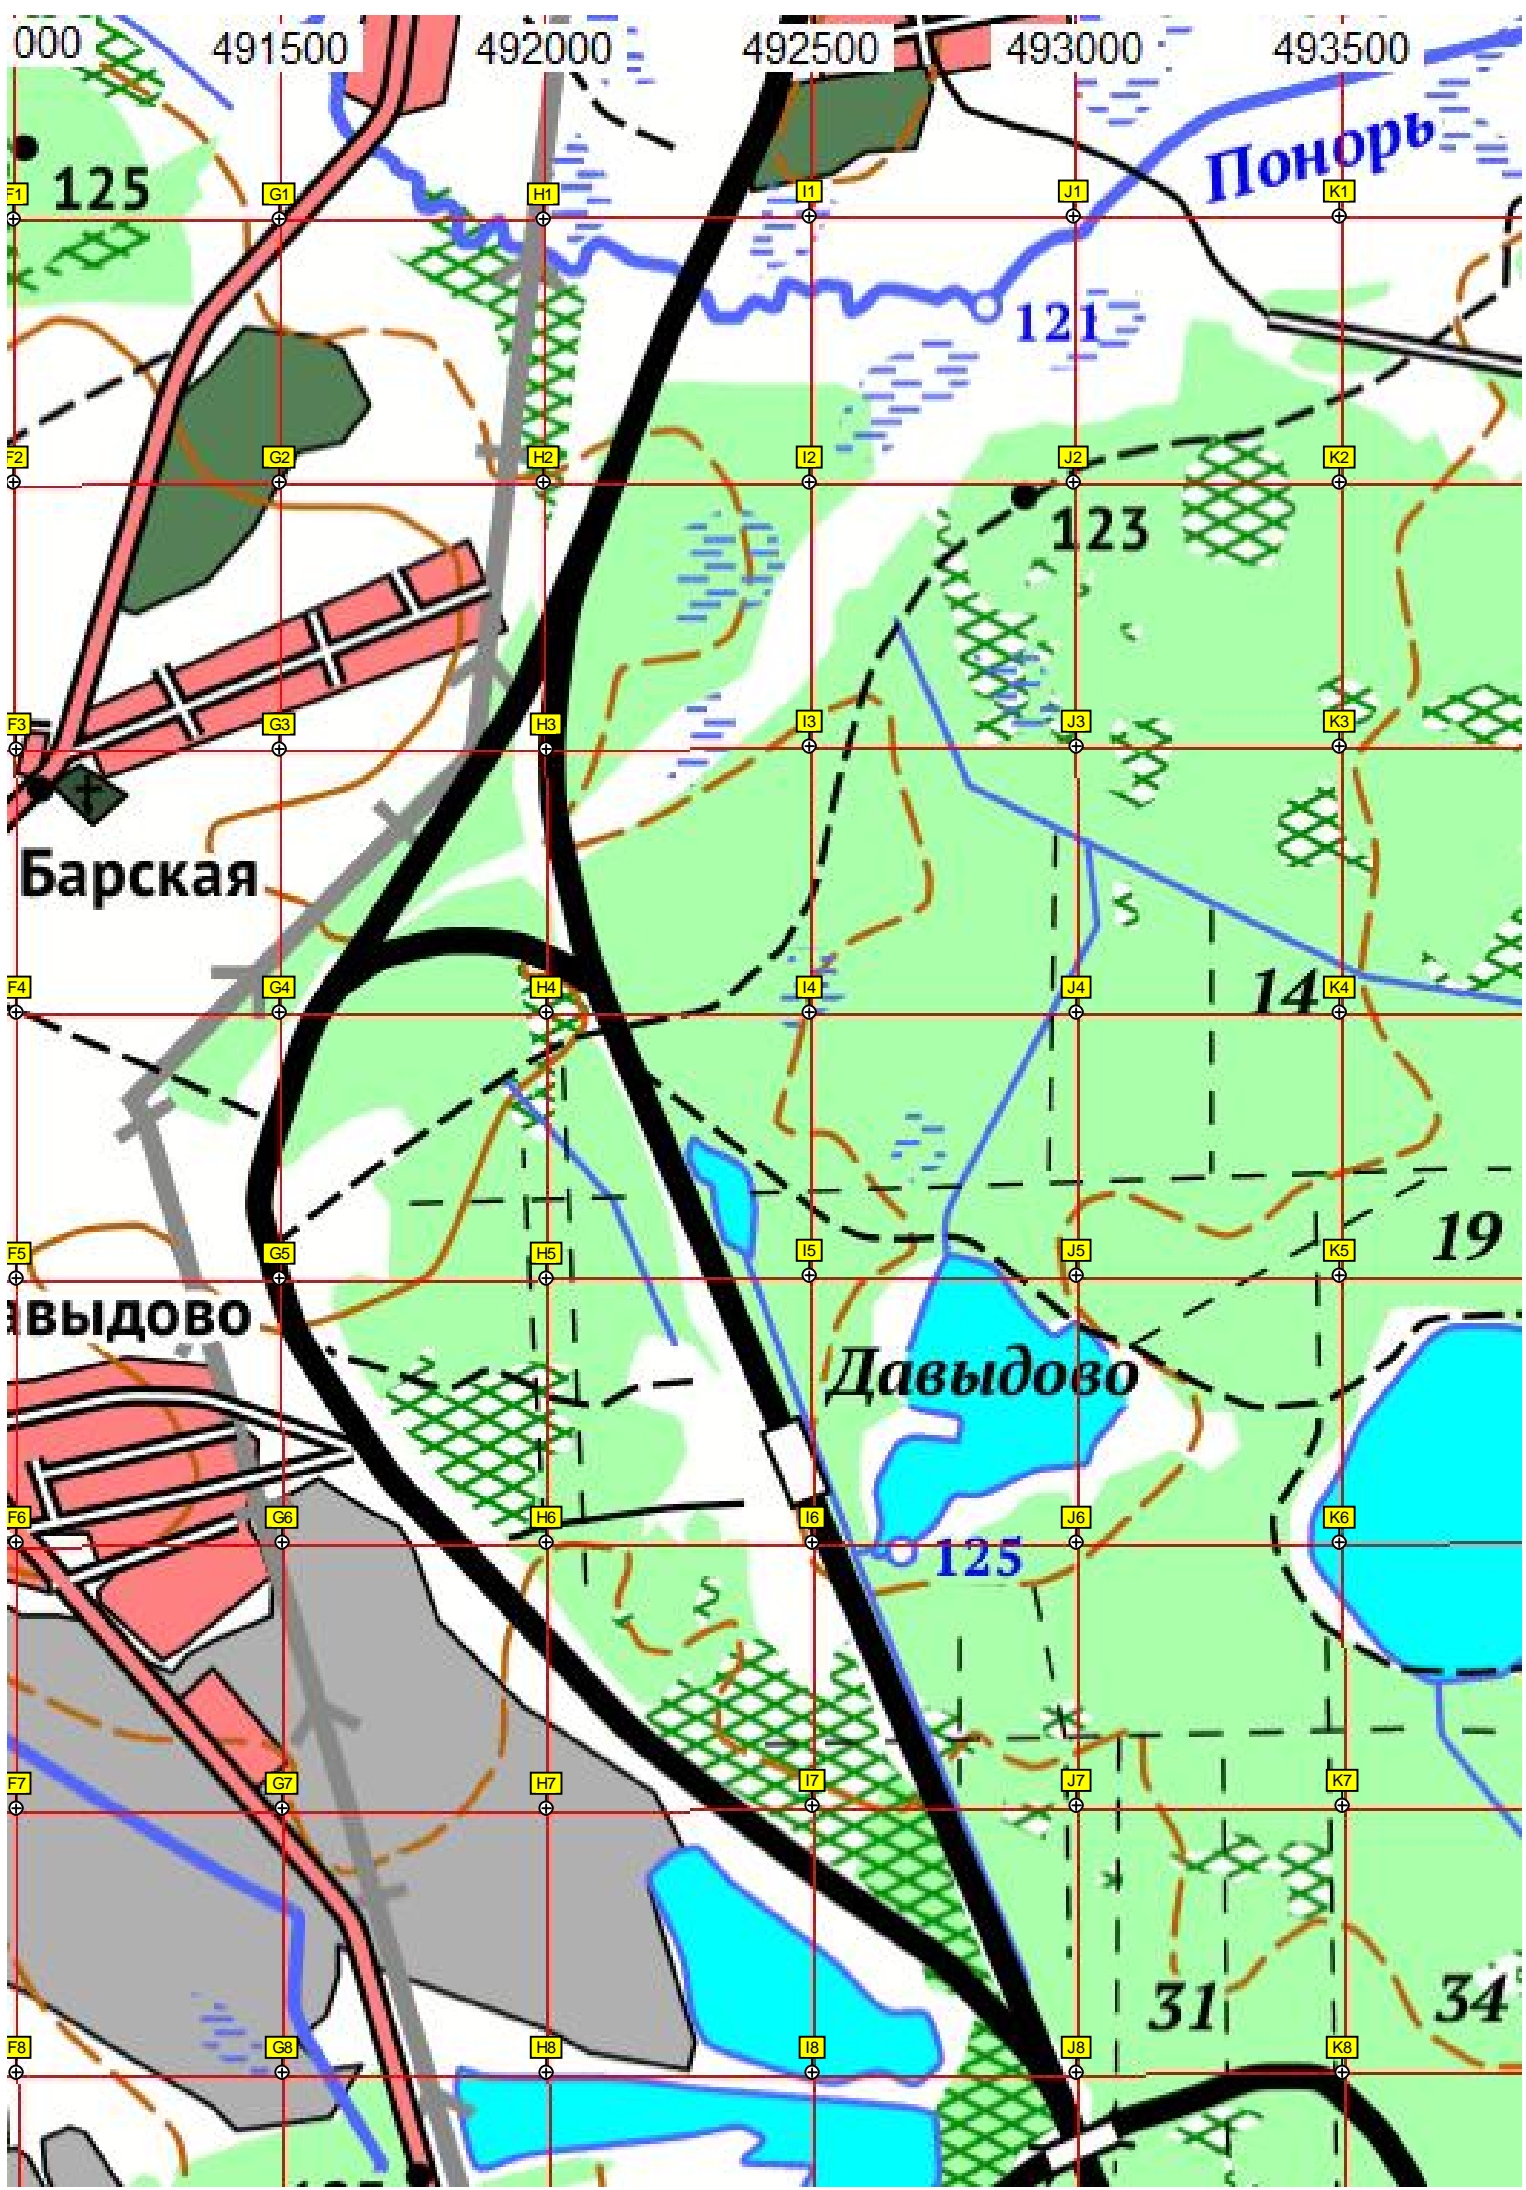 000 491500 492000 492500 493000 493500
Понорь
125
F1 G1 H1 I1 J1 K1
121
F2 G2 H2 I2 J2 K2
123
F3 G3 H3 I3 J3 K3
Барская
14
F4 G4 H4 I4 J4 K4
19
F5 G5 H5 I5 J5 K5
авыдово
Давыдово
F6 G6 H6 I6 J6 K6
125
F7 G7 H7 I7 J7 K7
31 34
F8 G8 H8 I8 J8 K8